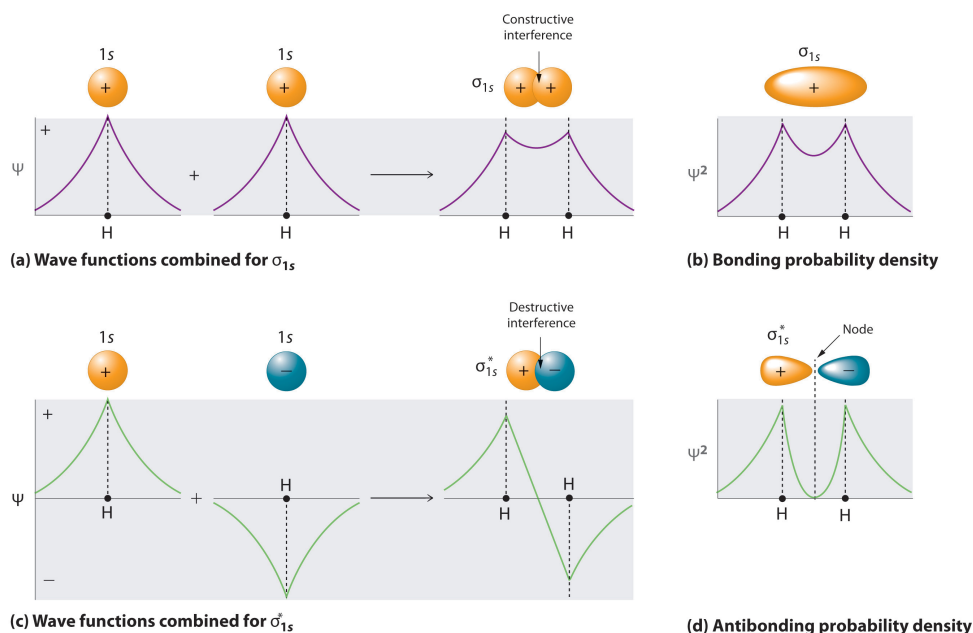 1s
1s
Constructive
interference
σ1s
σ1s
+
+
+
+
+
+
Ψ
+
Ψ²
H
H
H
H
H
H
(a) Wave functions combined for σ1s
(b) Bonding probability density
1s
1s
Destructive
interference
σ*1s
σ*1s
Node
+
−
+
−
+
−
+
Ψ
+
H
H
H
H
Ψ²
H
H
−
(c) Wave functions combined for σ*1s
(d) Antibonding probability density